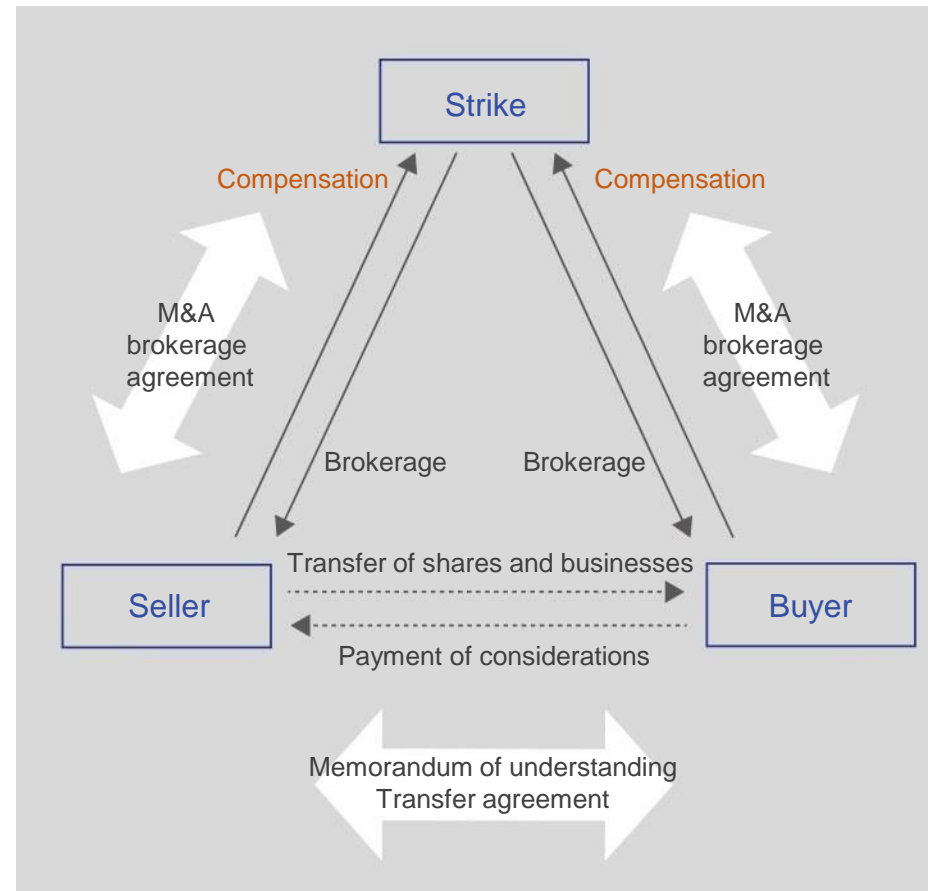 Strike
Compensation
Compensation
M&A
brokerage
agreement
M&A
brokerage
agreement
Brokerage
Brokerage
Transfer of shares and businesses
Seller
Buyer
Payment of considerations
Memorandum of understanding
Transfer agreement